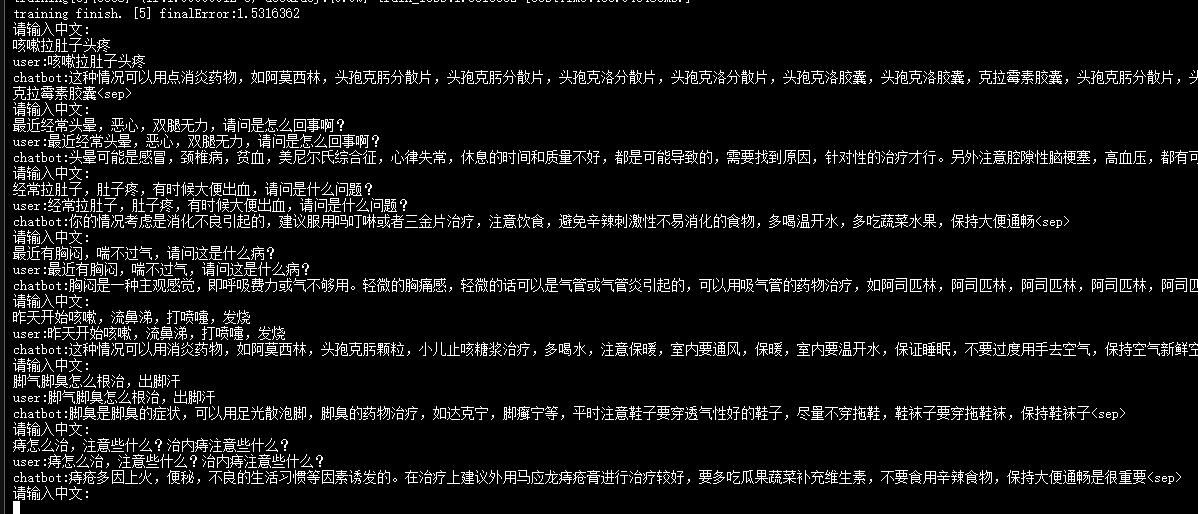 training finish. [5] finalError:1.5316362
请输入中文:
咳嗽拉肚子头疼
user:咳嗽拉肚子头疼
chatbot:这种情况可以用点消炎药物，如阿莫西林，头孢克肟分散片，头孢克肟分散片，头孢克洛分散片，头孢克洛分散片，头孢克洛胶囊，头孢克洛胶囊，克拉霉素胶囊，头孢克肟分散片，头
克拉霉素胶囊<sep>
请输入中文:
最近经常头晕，恶心，双腿无力，请问是怎么回事啊？
user:最近经常头晕，恶心，双腿无力，请问是怎么回事啊？
chatbot:头晕可能是感冒，颈椎病，贫血，美尼尔氏综合征，心律失常，休息的时间和质量不好，都是可能导致的，需要找到原因，针对性的治疗才行。另外注意腔隙性脑梗塞，高血压，都有可
请输入中文:
经常拉肚子，肚子疼，有时候大便出血，请问是什么问题？
user:经常拉肚子，肚子疼，有时候大便出血，请问是什么问题？
chatbot:你的情况考虑是消化不良引起的，建议服用吗叮啉或者三金片治疗，注意饮食，避免辛辣刺激性不易消化的食物，多喝温开水，多吃蔬菜水果，保持大便通畅<sep>
请输入中文:
最近有胸闷，喘不过气，请问这是什么病？
user:最近有胸闷，喘不过气，请问这是什么病？
chatbot:胸闷是一种主观感觉，即呼吸费力或气不够用。轻微的胸痛感，轻微的话可以是气管或气管炎引起的，可以用吸气管的药物治疗，如阿司匹林，阿司匹林，阿司匹林，阿司匹林，阿司匹
请输入中文:
昨天开始咳嗽，流鼻涕，打喷嚏，发烧
user:昨天开始咳嗽，流鼻涕，打喷嚏，发烧
chatbot:这种情况可以用消炎药物，如阿莫西林，头孢克肟颗粒，小儿止咳糖浆治疗，多喝水，注意保暖，室内要通风，保暖，室内要温开水，保证睡眠，不要过度用手去空气，保持空气新鲜空
请输入中文:
脚气脚臭怎么根治，出脚汗
user:脚气脚臭怎么根治，出脚汗
chatbot:脚臭是脚臭的症状，可以用足光散泡脚，脚臭的药物治疗，如达克宁，脚癣宁等，平时注意鞋子要穿透气性好的鞋子，尽量不穿拖鞋，鞋袜子要穿拖鞋袜，保持鞋袜子<sep>
请输入中文:
痔怎么治，注意些什么？治内痔注意些什么？
user:痔怎么治，注意些什么？治内痔注意些什么？
chatbot:痔疮多因上火，便秘，不良的生活习惯等因素诱发的。在治疗上建议外用马应龙痔疮膏进行治疗较好，要多吃瓜果蔬菜补充维生素，不要食用辛辣食物，保持大便通畅是很重要<sep>
请输入中文: